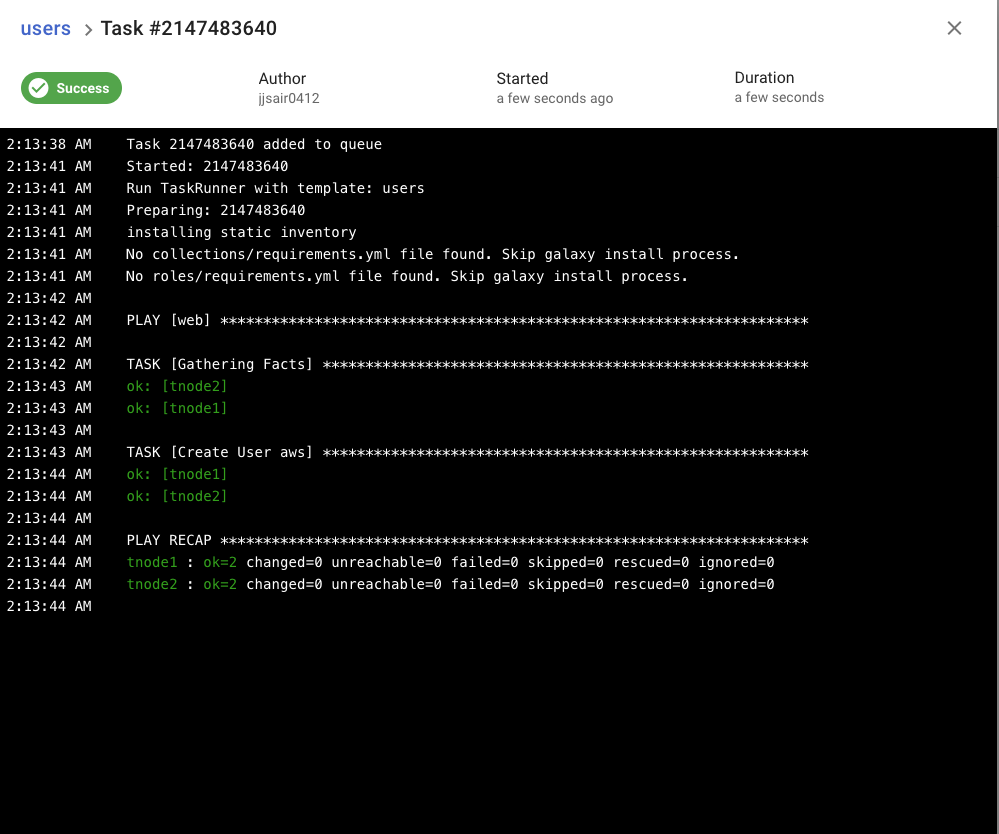 users > Task #2147483640
Success
Author
jjsair0412
Started
a few seconds ago
Duration
a few seconds
2:13:38 AM Task 2147483640 added to queue
2:13:41 AM Started: 2147483640
2:13:41 AM Run TaskRunner with template: users
2:13:41 AM Preparing: 2147483640
2:13:41 AM installing static inventory
2:13:41 AM No collections/requirements.yml file found. Skip galaxy install process.
2:13:41 AM No roles/requirements.yml file found. Skip galaxy install process.
2:13:42 AM
2:13:42 AM PLAY [web] *********************************************************************
2:13:42 AM
2:13:42 AM TASK [Gathering Facts] *********************************************************
2:13:43 AM ok: [tnode2]
2:13:43 AM ok: [tnode1]
2:13:43 AM
2:13:43 AM TASK [Create User aws] *********************************************************
2:13:44 AM ok: [tnode1]
2:13:44 AM ok: [tnode2]
2:13:44 AM
2:13:44 AM PLAY RECAP *********************************************************************
2:13:44 AM tnode1 : ok=2 changed=0 unreachable=0 failed=0 skipped=0 rescued=0 ignored=0
2:13:44 AM tnode2 : ok=2 changed=0 unreachable=0 failed=0 skipped=0 rescued=0 ignored=0
2:13:44 AM